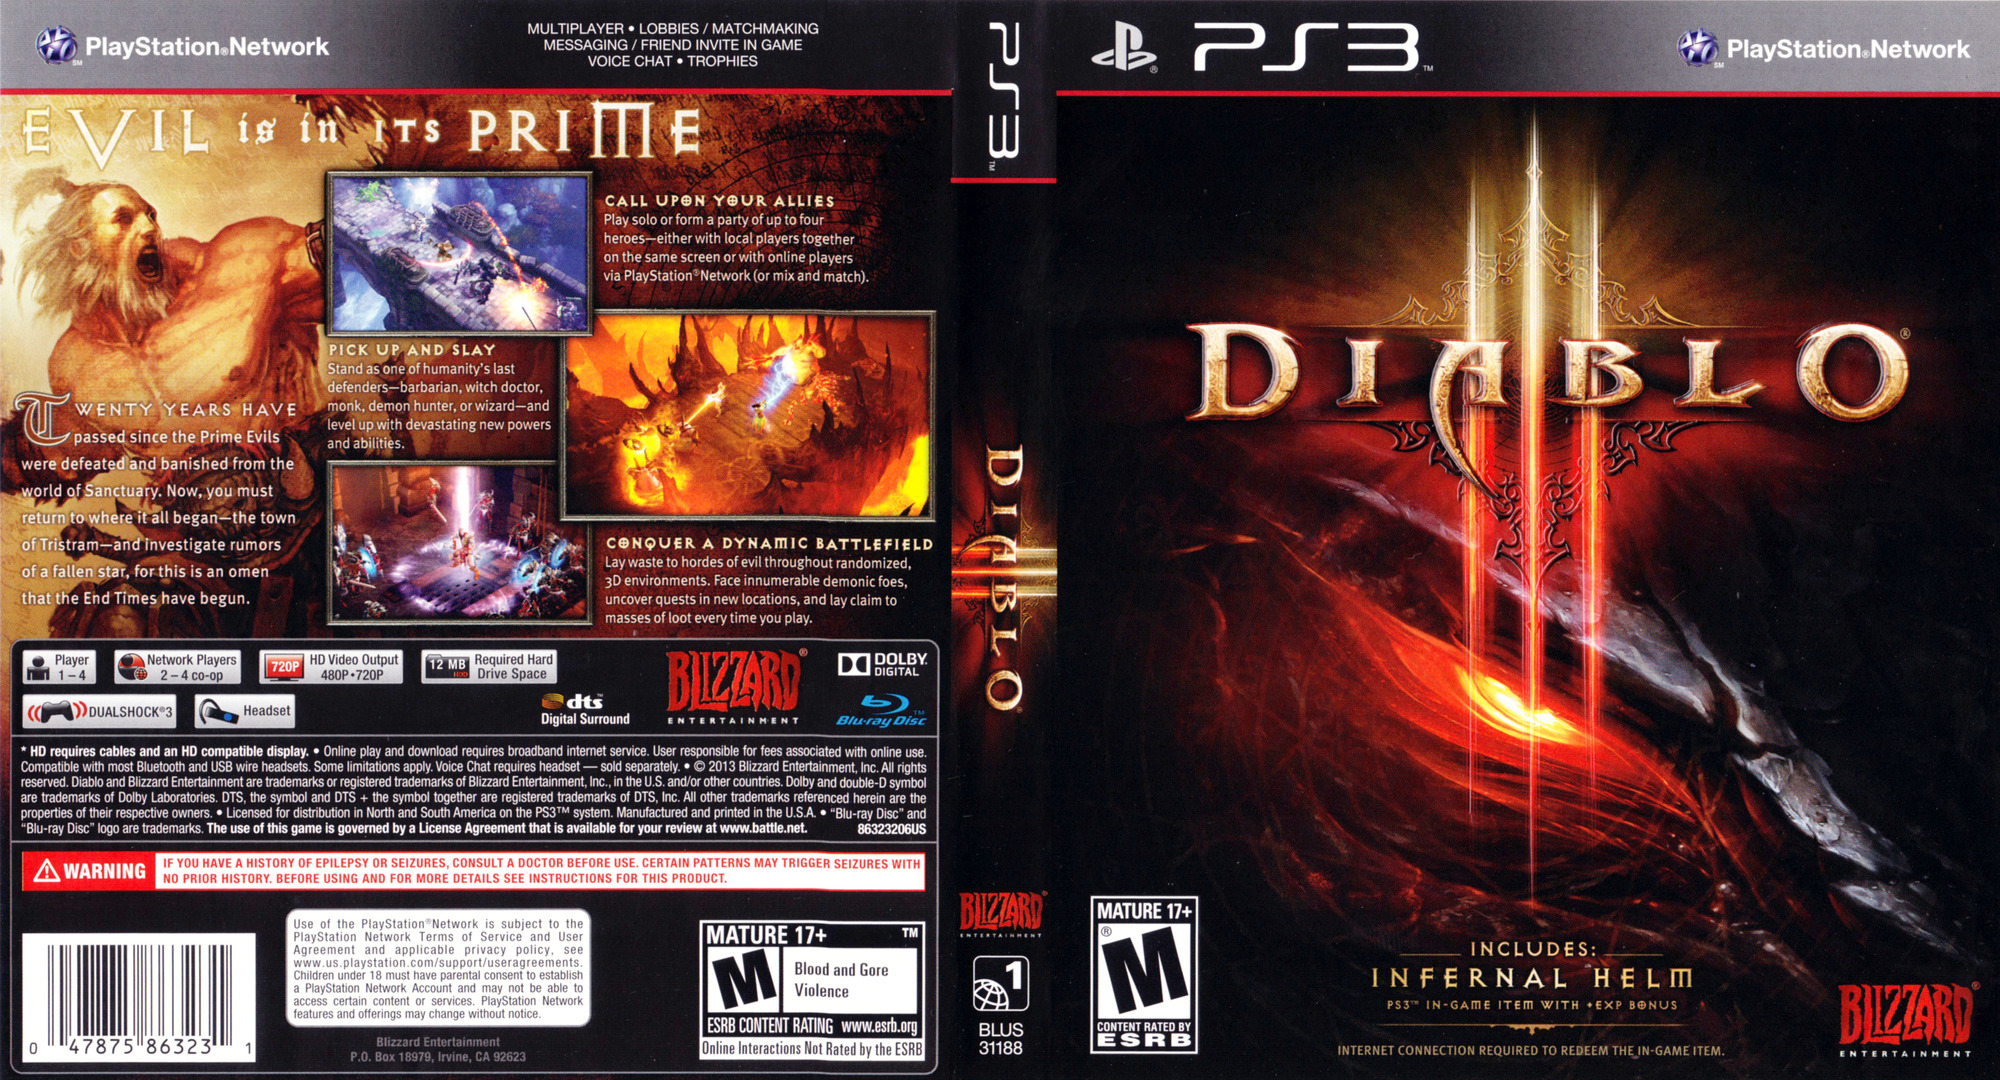 PlayStation®Network
SM
MULTIPLAYER • LOBBIES / MATCHMAKING
MESSAGING / FRIEND INVITE IN GAME
VOICE CHAT • TROPHIES
EVIL is in ITS PRIME
CALL UPON YOUR ALLIES
Play solo or form a party of up to four
heroes—either with local players together
on the same screen or with online players
via PlayStation®Network (or mix and match).
PICK UP AND SLAY
Stand as one of humanity's last
defenders—barbarian, witch doctor,
monk, demon hunter, or wizard—and
level up with devastating new powers
and abilities.
TWENTY YEARS HAVE
passed since the Prime Evils
were defeated and banished from the
world of Sanctuary. Now, you must
return to where it all began—the town
of Tristram—and investigate rumors
of a fallen star, for this is an omen
that the End Times have begun.
CONQUER A DYNAMIC BATTLEFIELD
Lay waste to hordes of evil throughout randomized,
3D environments. Face innumerable demonic foes,
uncover quests in new locations, and lay claim to
masses of loot every time you play.
Player
1 – 4
Network Players
2 – 4 co-op
720P
HD Video Output
480P•720P
12 MB
HDD
Required Hard
Drive Space
DUALSHOCK®3
Headset
dts™
Digital Surround
BLIZZARD®
ENTERTAINMENT
DOLBY.
DIGITAL
Blu-ray Disc™
* HD requires cables and an HD compatible display. • Online play and download requires broadband internet service. User responsible for fees associated with online use.
Compatible with most Bluetooth and USB wire headsets. Some limitations apply. Voice Chat requires headset — sold separately. • © 2013 Blizzard Entertainment, Inc. All rights
reserved. Diablo and Blizzard Entertainment are trademarks or registered trademarks of Blizzard Entertainment, Inc., in the U.S. and/or other countries. Dolby and double-D symbol
are trademarks of Dolby Laboratories. DTS, the symbol and DTS + the symbol together are registered trademarks of DTS, Inc. All other trademarks referenced herein are the
properties of their respective owners. • Licensed for distribution in North and South America on the PS3™ system. Manufactured and printed in the U.S.A. • "Blu-ray Disc" and
"Blu-ray Disc" logo are trademarks. The use of this game is governed by a License Agreement that is available for your review at www.battle.net. 86323206US
WARNING
IF YOU HAVE A HISTORY OF EPILEPSY OR SEIZURES, CONSULT A DOCTOR BEFORE USE. CERTAIN PATTERNS MAY TRIGGER SEIZURES WITH
NO PRIOR HISTORY. BEFORE USING AND FOR MORE DETAILS SEE INSTRUCTIONS FOR THIS PRODUCT.
0 47875 86323 1
Use of the PlayStation®Network is subject to the
PlayStation Network Terms of Service and User
Agreement and applicable privacy policy, see
www.us.playstation.com/support/useragreements.
Children under 18 must have parental consent to establish
a PlayStation Network Account and may not be able to
access certain content or services. PlayStation Network
features and offerings may change without notice.
Blizzard Entertainment
P.O. Box 18979, Irvine, CA 92623
MATURE 17+ ™
M
Blood and Gore
Violence
ESRB CONTENT RATING www.esrb.org
Online Interactions Not Rated by the ESRB
PS3™
DIABLO
BLIZZARD®
ENTERTAINMENT
1
BLUS
31188
PS3™
PlayStation®Network
SM
DIABLO®
III
MATURE 17+
®
M
CONTENT RATED BY
ESRB
INCLUDES:
INFERNAL HELM
PS3™ IN-GAME ITEM WITH +EXP BONUS
INTERNET CONNECTION REQUIRED TO REDEEM THE IN-GAME ITEM.
BLIZZARD®
ENTERTAINMENT